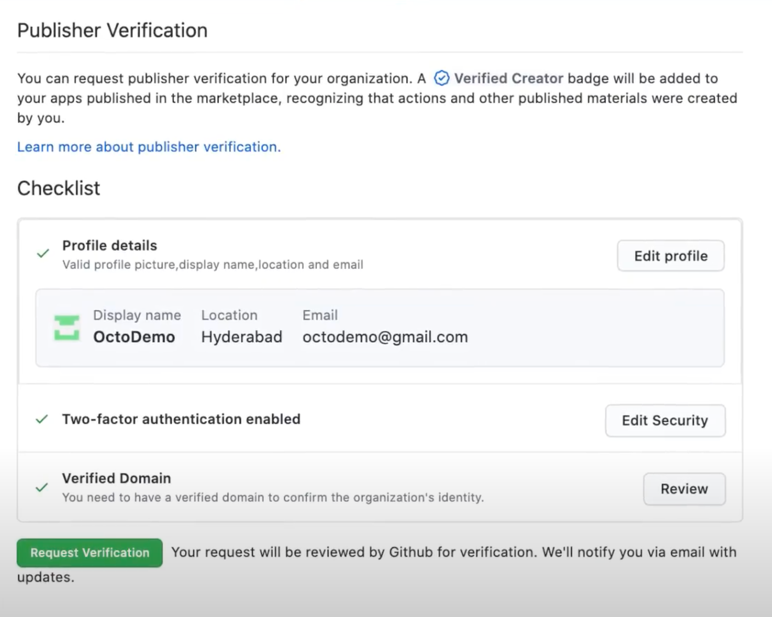 Publisher Verification
You can request publisher verification for your organization. A Verified Creator badge will be added to
your apps published in the marketplace, recognizing that actions and other published materials were created
by you.
Learn more about publisher verification.
Checklist
Profile details
Valid profile picture,display name,location and email
Edit profile
Display name Location Email
OctoDemo Hyderabad octodemo@gmail.com
Two-factor authentication enabled
Edit Security
Verified Domain
You need to have a verified domain to confirm the organization's identity.
Review
Request Verification Your request will be reviewed by Github for verification. We'll notify you via email with
updates.